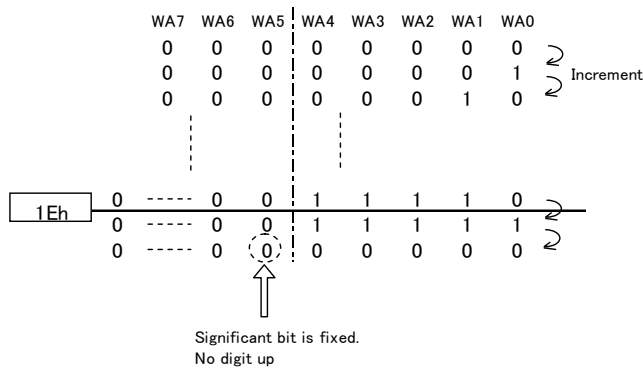 WA7 WA6 WA5 WA4 WA3 WA2 WA1 WA0
0 0 0 0 0 0 0 0
0 0 0 0 0 0 0 1 Increment
0 0 0 0 0 0 1 0
1Eh 0 ----- 0 0 1 1 1 1 0
0 ----- 0 0 1 1 1 1 1
0 ----- 0 0 0 0 0 0 0
Significant bit is fixed.
No digit up